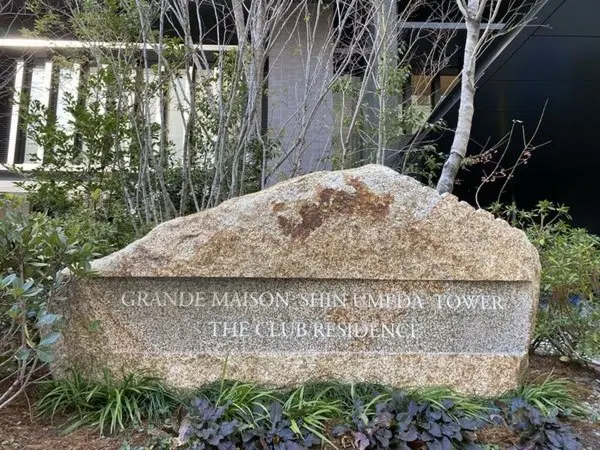 GRANDE MAISON SHIN UMEDA TOWER
THE CLUB RESIDENCE